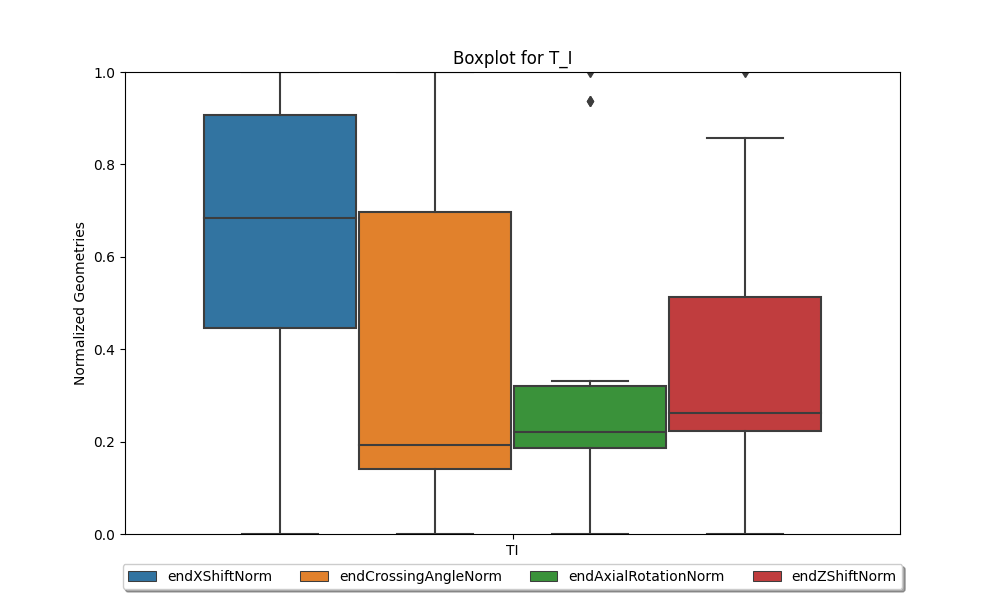 Boxplot for T_I
1.0
0.8
0.6
0.4
0.2
0.0
Normalized Geometries
TI
endXShiftNorm endCrossingAngleNorm endAxialRotationNorm endZShiftNorm